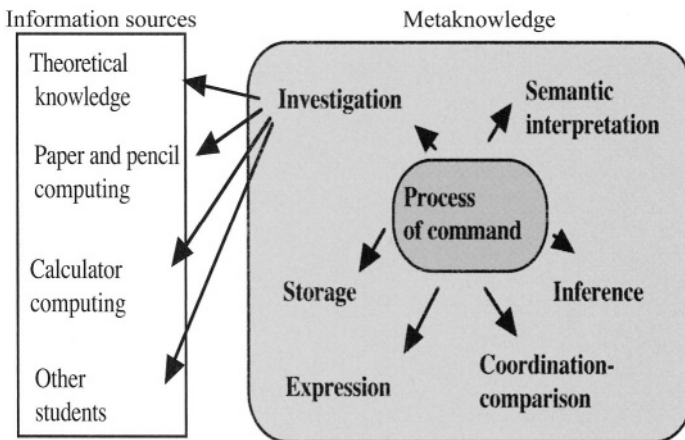 Information sources
Metaknowledge
Theoretical
knowledge
Paper and pencil
computing
Calculator
computing
Other
students
Investigation
Semantic
interpretation
Process
of command
Storage
Inference
Expression
Coordination-
comparison